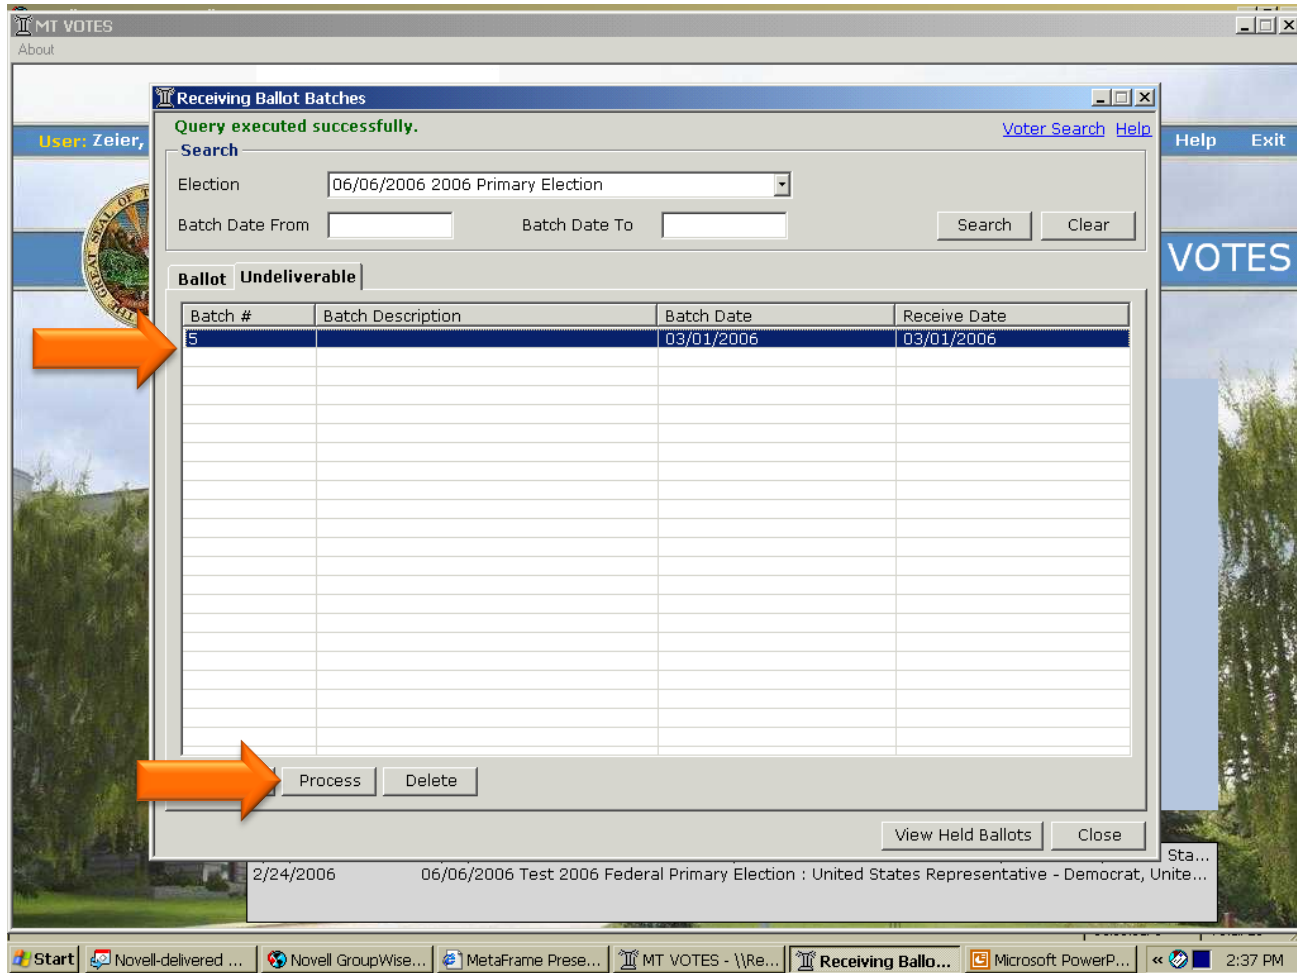 MT VOTES
About
Receiving Ballot Batches
Query executed successfully.
Voter Search Help
User: Zeier,
Help Exit
Search
Election 06/06/2006 2006 Primary Election
Batch Date From Batch Date To Search Clear
THE GREAT SEAL OF
VOTES
Ballot Undeliverable
Batch # Batch Description Batch Date Receive Date
5 03/01/2006 03/01/2006
Process Delete
View Held Ballots Close
Sta...
2/24/2006 06/06/2006 Test 2006 Federal Primary Election : United States Representative - Democrat, Unite...
Start Novell-delivered ... Novell GroupWise... MetaFrame Prese... MT VOTES - \\Re... Receiving Ballo... Microsoft PowerP... « 2:37 PM